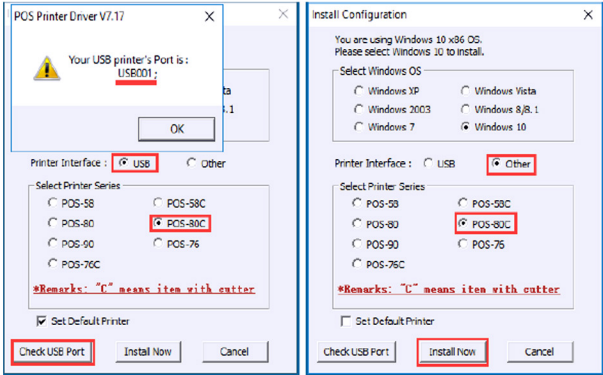 POS Printer Driver V7.17
Your USB printer's Port is :
USB001 ;
OK
ta
.1
Printer Interface : USB Other
Select Printer Series
POS-58 POS-58C
POS-80 POS-80C
POS-90 POS-76
POS-76C
*Remarks: "C" means item with cutter
Set Default Printer
Check USB Port Install Now Cancel
Install Configuration
You are using Windows 10 x86 OS.
Please select Windows 10 to install.
Select Windows OS
Windows XP Windows Vista
Windows 2003 Windows 8/8.1
Windows 7 Windows 10
Printer Interface : USB Other
Select Printer Series
POS-58 POS-58C
POS-80 POS-80C
POS-90 POS-76
POS-76C
*Remarks: "C" means item with cutter
Set Default Printer
Check USB Port Install Now Cancel